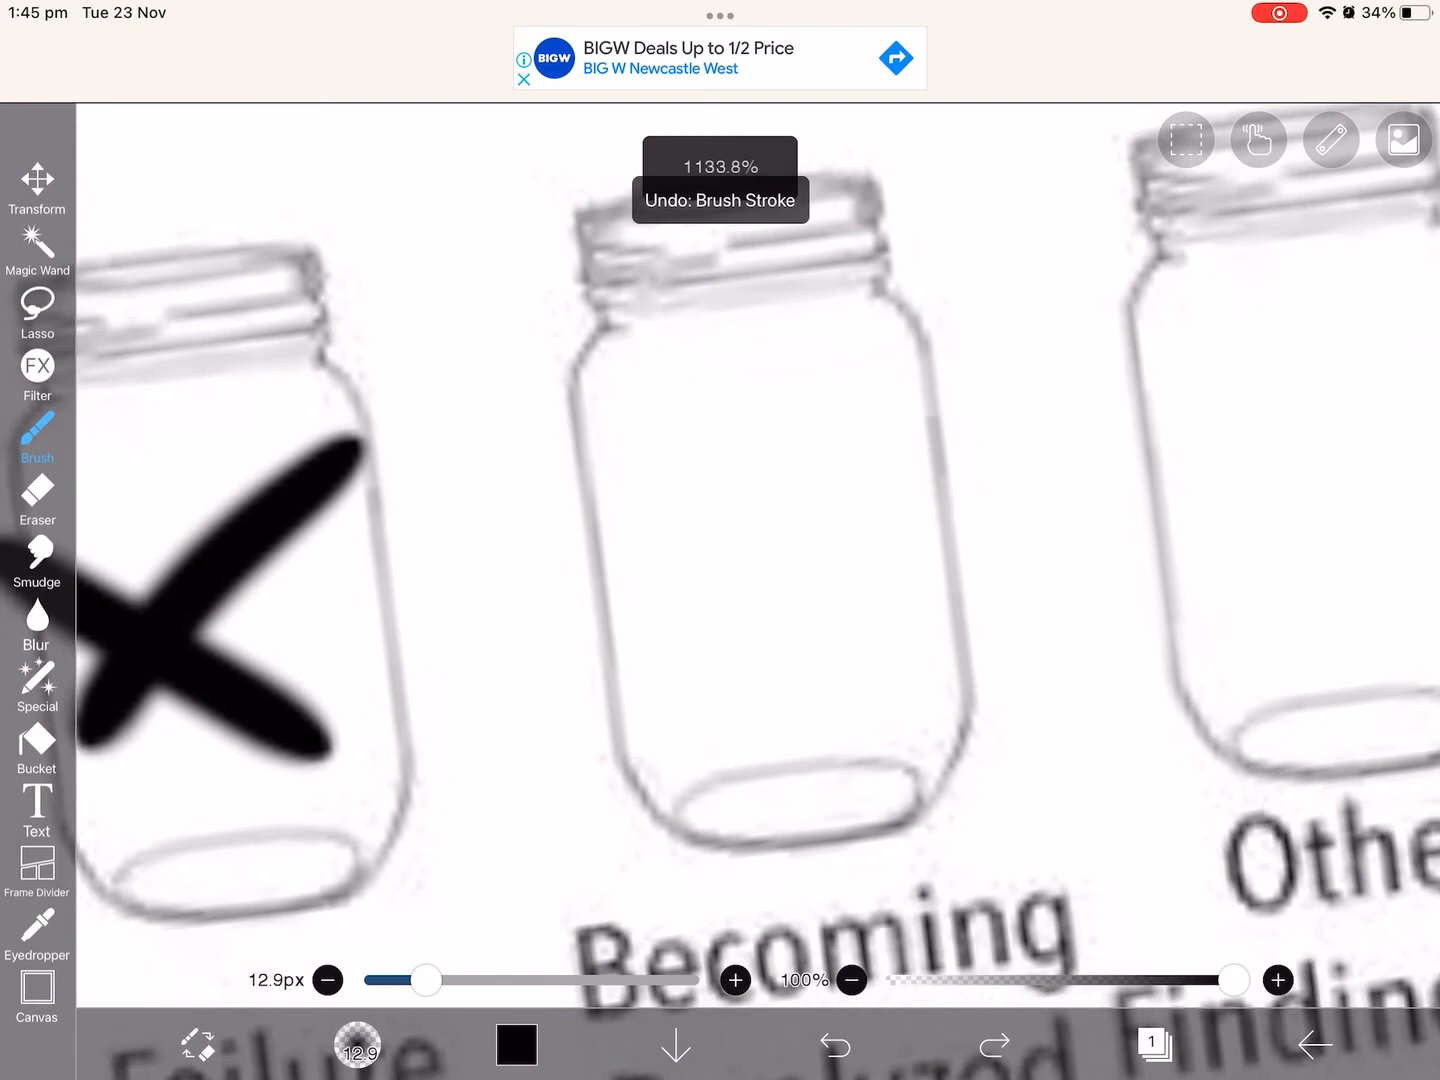 1:45 pm Tue 23 Nov
34%
BIGW
BIGW Deals Up to 1/2 Price
BIG W Newcastle West
1133.8%
Undo: Brush Stroke
Transform
Magic Wand
Lasso
FX
Filter
Brush
Eraser
Smudge
Blur
Special
Bucket
T
Text
Frame Divider
Eyedropper
Canvas
Othe
Becoming
Findin
12.9px
100%
Failure
12.9
1